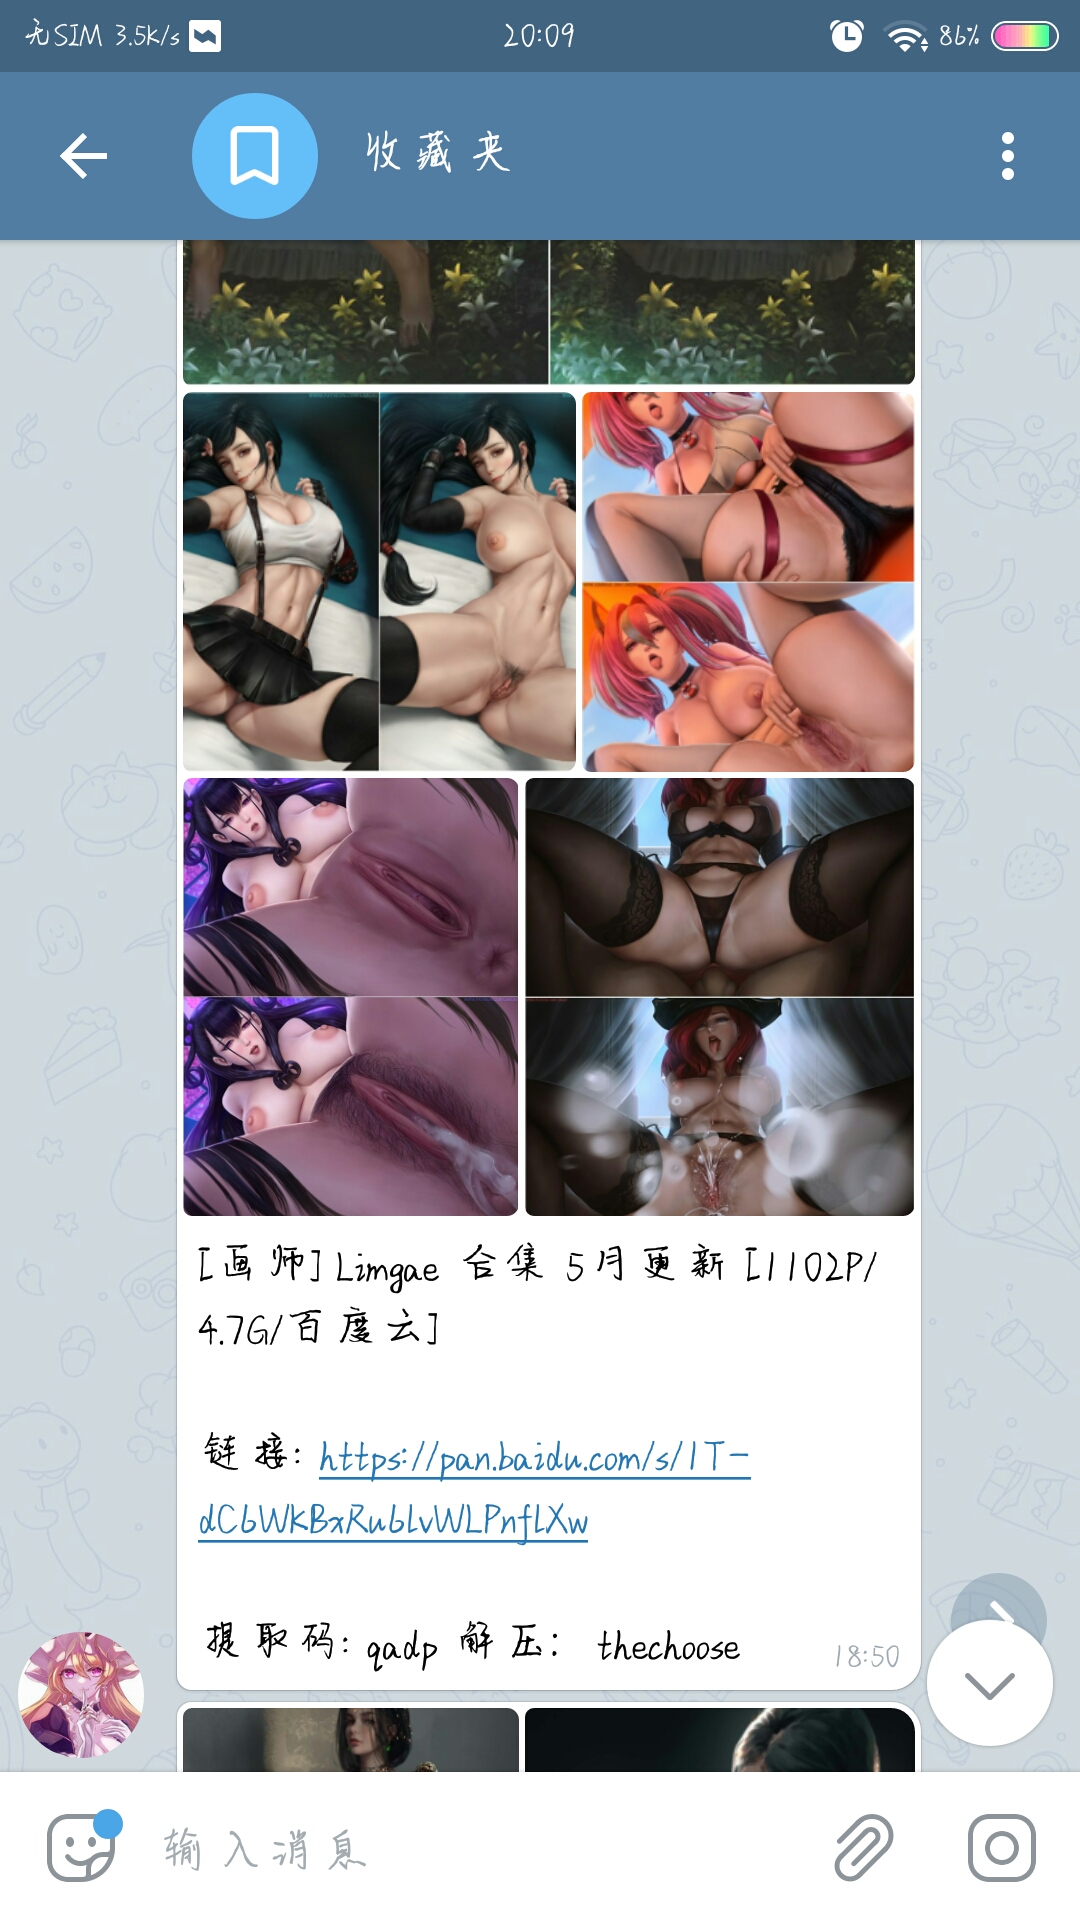 无SIM 3.5K/s
20:09
86%
收藏夹
[画师]Limgae 合集 5月更新 [1102P/
4.7G/百度云]
链接: https://pan.baidu.com/s/1T-
dCbWKBxRublvWLPnflXw
提取码: qadp 解压: thechoose
18:50
输入消息